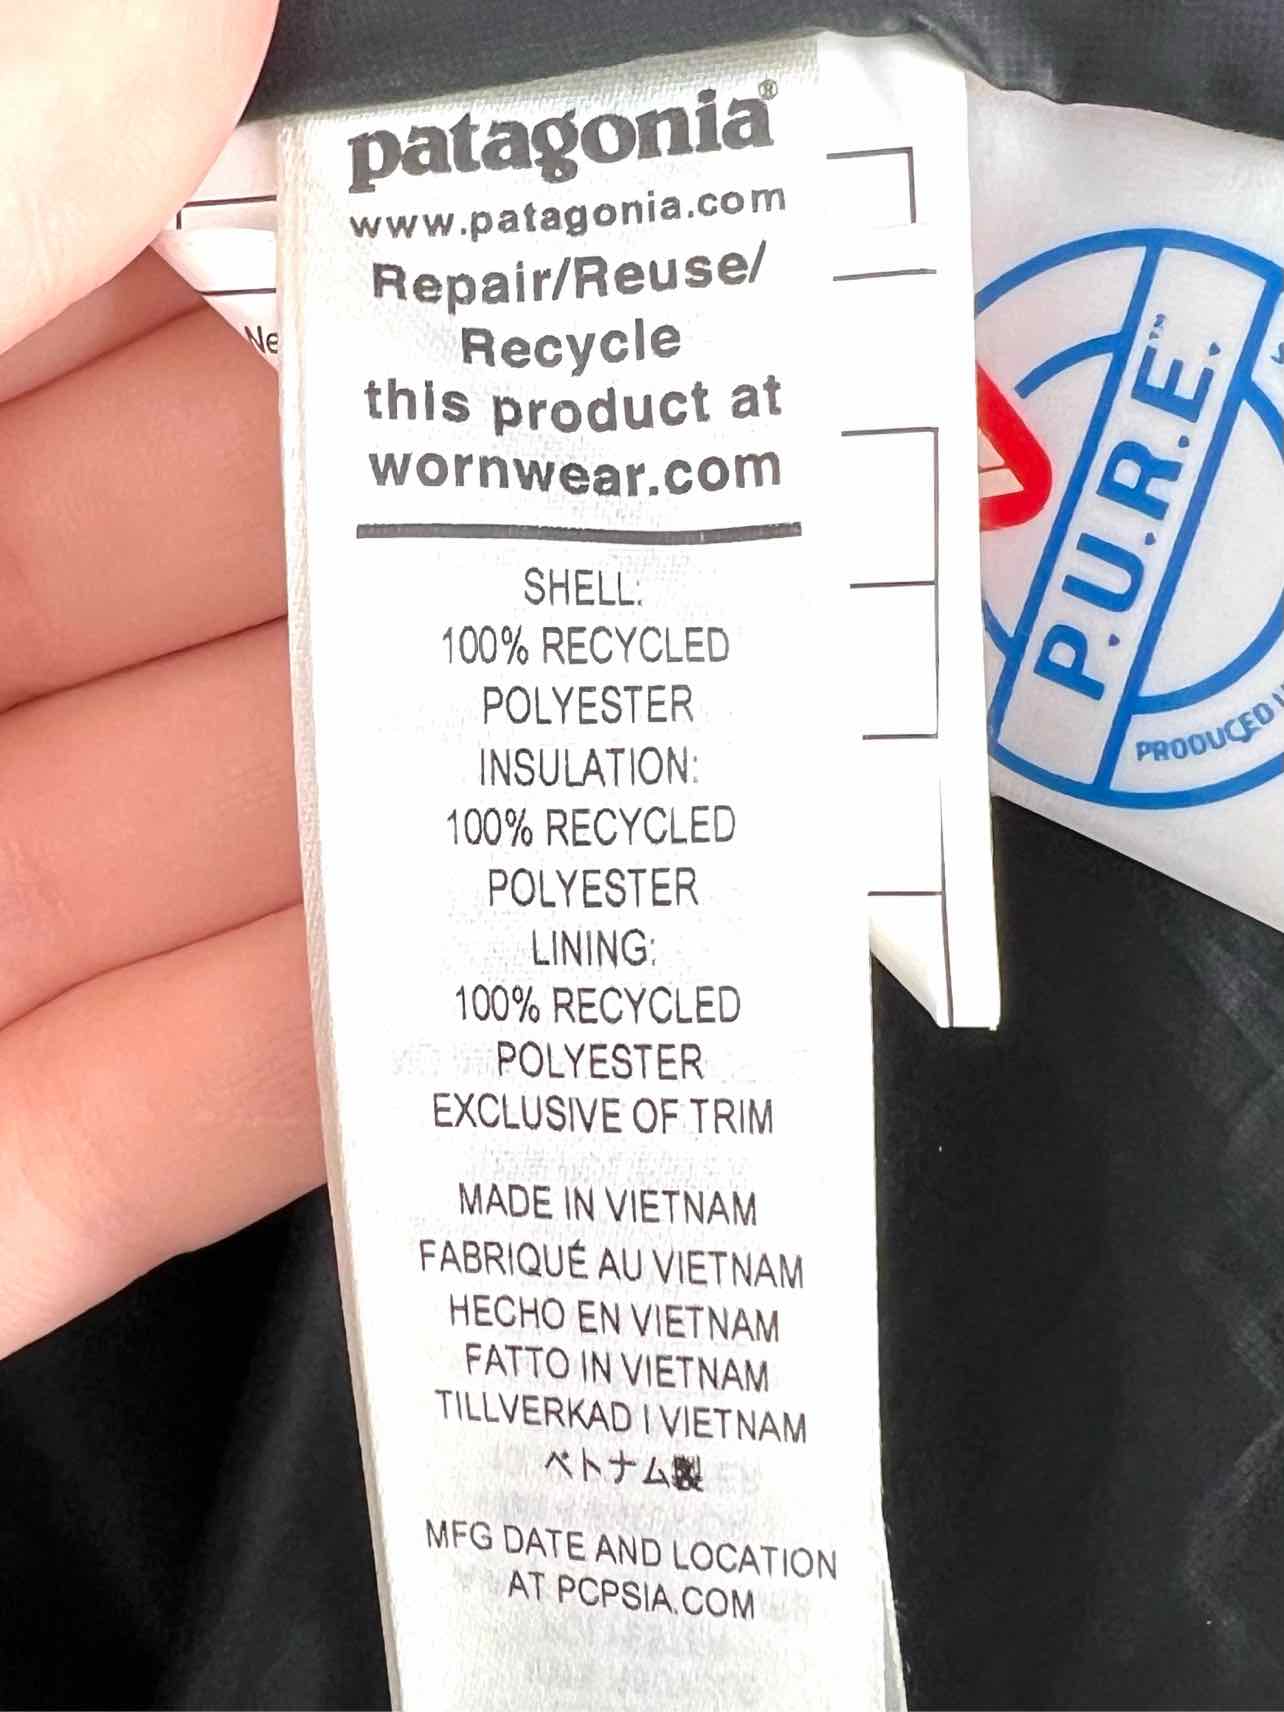 patagonia®
www.patagonia.com
Repair/Reuse/
Recycle
this product at
wornwear.com
SHELL:
100% RECYCLED
POLYESTER
INSULATION:
100% RECYCLED
POLYESTER
LINING:
100% RECYCLED
POLYESTER
EXCLUSIVE OF TRIM
MADE IN VIETNAM
FABRIQUÉ AU VIETNAM
HECHO EN VIETNAM
FATTO IN VIETNAM
TILLVERKAD I VIETNAM
ベトナム製
MFG DATE AND LOCATION
AT PCPSIA.COM
Ne
P.U.R.E.™
PRODUCED